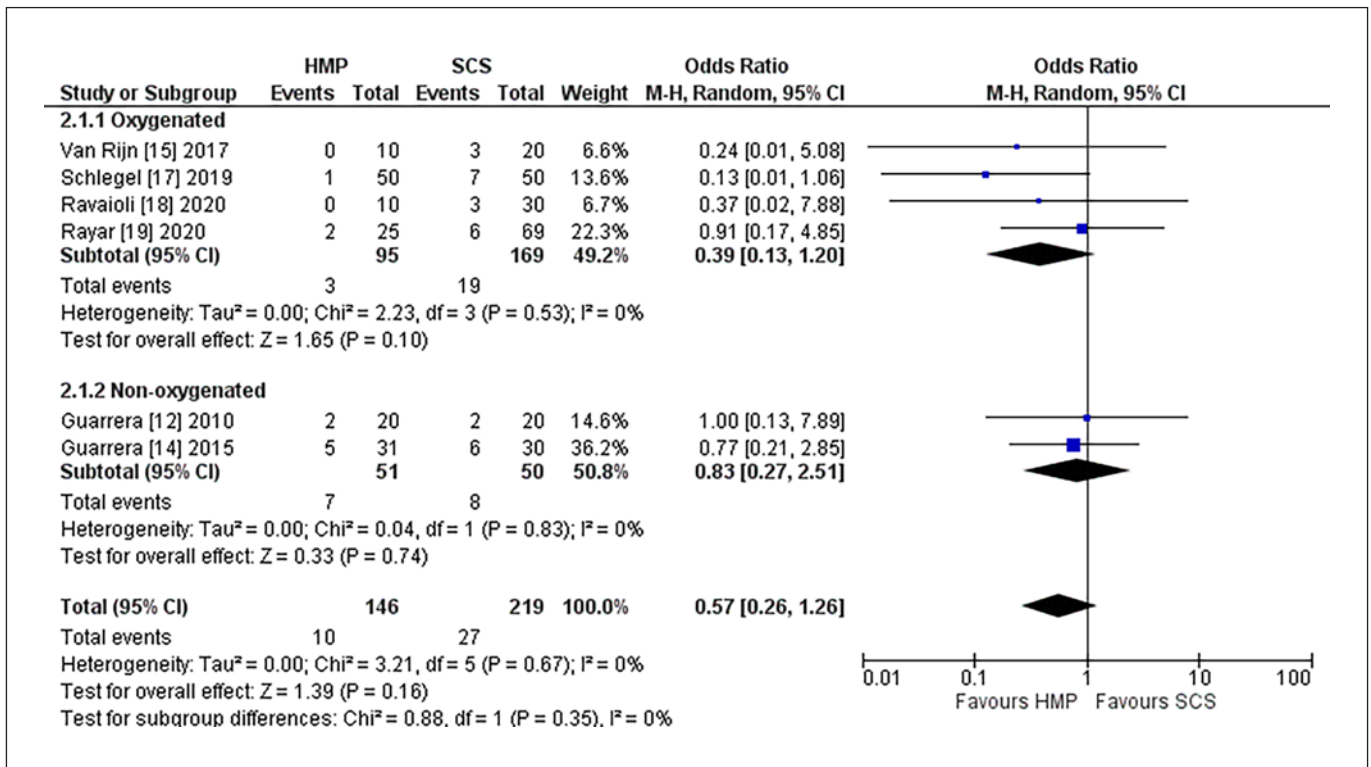 HMP SCS Odds Ratio Odds Ratio
Study or Subgroup Events Total Events Total Weight M-H, Random, 95% CI M-H, Random, 95% CI
2.1.1 Oxygenated
Van Rijn [15] 2017 0 10 3 20 6.6% 0.24 [0.01, 5.08]
Schlegel [17] 2019 1 50 7 50 13.6% 0.13 [0.01, 1.06]
Ravaioli [18] 2020 0 10 3 30 6.7% 0.37 [0.02, 7.88]
Rayar [19] 2020 2 25 6 69 22.3% 0.91 [0.17, 4.85]
Subtotal (95% CI) 95 169 49.2% 0.39 [0.13, 1.20]
Total events 3 19
Heterogeneity: Tau² = 0.00; Chi² = 2.23, df = 3 (P = 0.53); I² = 0%
Test for overall effect: Z = 1.65 (P = 0.10)
2.1.2 Non-oxygenated
Guarrera [12] 2010 2 20 2 20 14.6% 1.00 [0.13, 7.89]
Guarrera [14] 2015 5 31 6 30 36.2% 0.77 [0.21, 2.85]
Subtotal (95% CI) 51 50 50.8% 0.83 [0.27, 2.51]
Total events 7 8
Heterogeneity: Tau² = 0.00; Chi² = 0.04, df = 1 (P = 0.83); I² = 0%
Test for overall effect: Z = 0.33 (P = 0.74)
Total (95% CI) 146 219 100.0% 0.57 [0.26, 1.26]
Total events 10 27
Heterogeneity: Tau² = 0.00; Chi² = 3.21, df = 5 (P = 0.67); I² = 0%
Test for overall effect: Z = 1.39 (P = 0.16)
Test for subgroup differences: Chi² = 0.88, df = 1 (P = 0.35), I² = 0%
0.01 0.1 1 10 100
Favours HMP Favours SCS